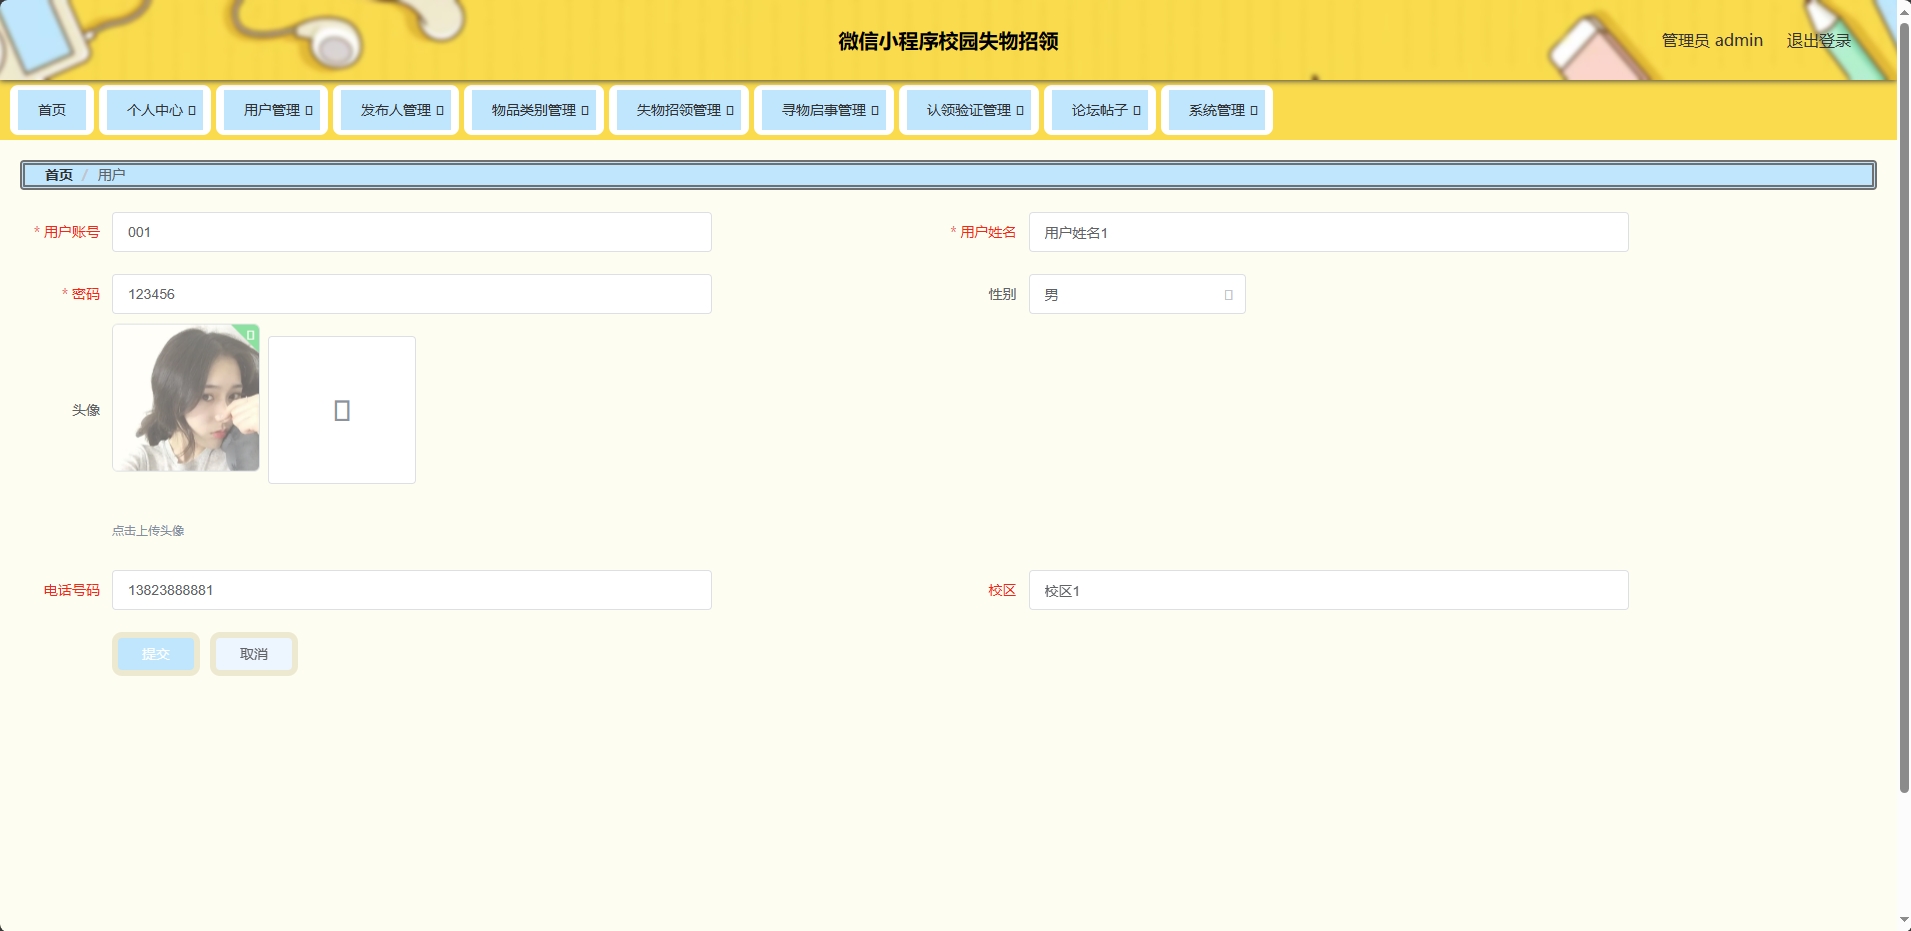 微信小程序校园失物招领
管理员 admin 退出登录
首页 个人中心 用户管理 发布人管理 物品类别管理 失物招领管理 寻物启事管理 认领验证管理 论坛帖子 系统管理
首页 / 用户
* 用户账号 001 * 用户姓名 用户姓名1
* 密码 123456 性别 男
头像
点击上传头像
电话号码 13823888881 校区 校区1
提交 取消